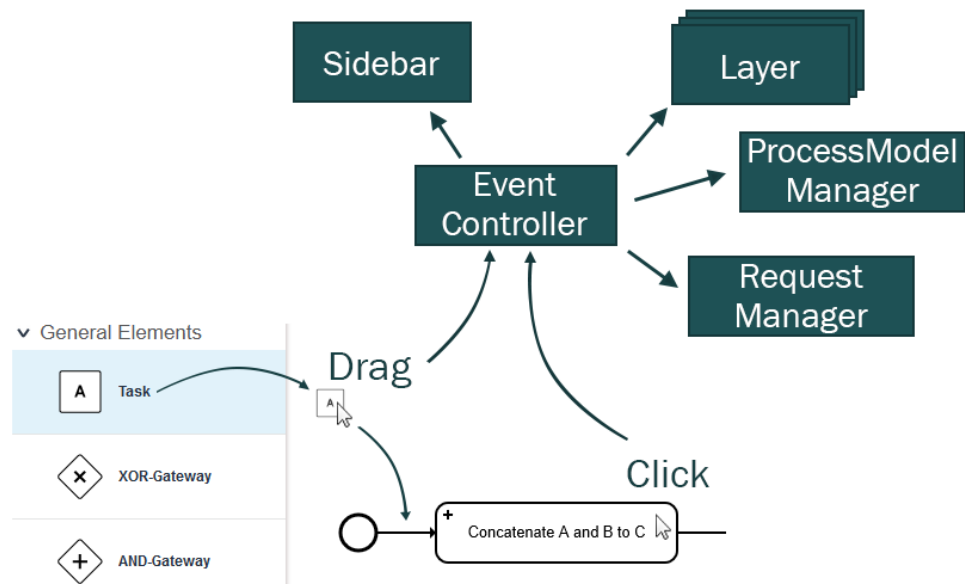 Sidebar
Layer
ProcessModel
Manager
Event
Controller
Request
Manager
General Elements
Drag
A
Task
A
Click
XOR-Gateway
Concatenate A and B to C
AND-Gateway